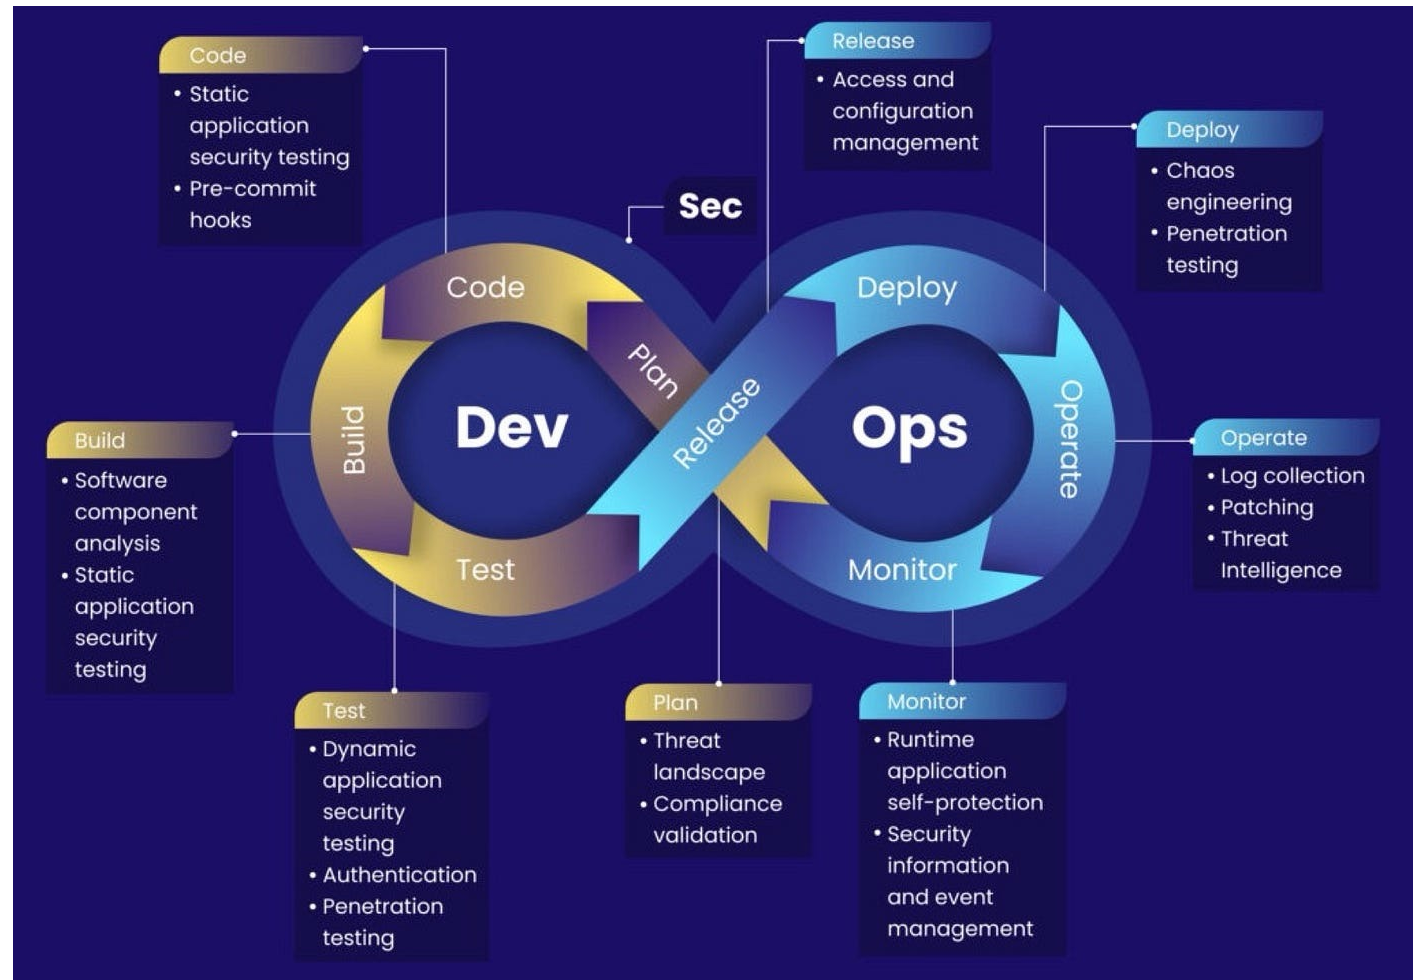 Code
• Static
application
security testing
• Pre-commit
hooks
Release
• Access and
configuration
management
Deploy
• Chaos
engineering
• Penetration
testing
Sec
Code
Deploy
Plan
Release
Build
Dev
Ops
Operate
Test
Monitor
Build
• Software
component
analysis
• Static
application
security
testing
Operate
• Log collection
• Patching
• Threat
Intelligence
Test
• Dynamic
application
security
testing
• Authentication
• Penetration
testing
Plan
• Threat
landscape
• Compliance
validation
Monitor
• Runtime
application
self-protection
• Security
information
and event
management